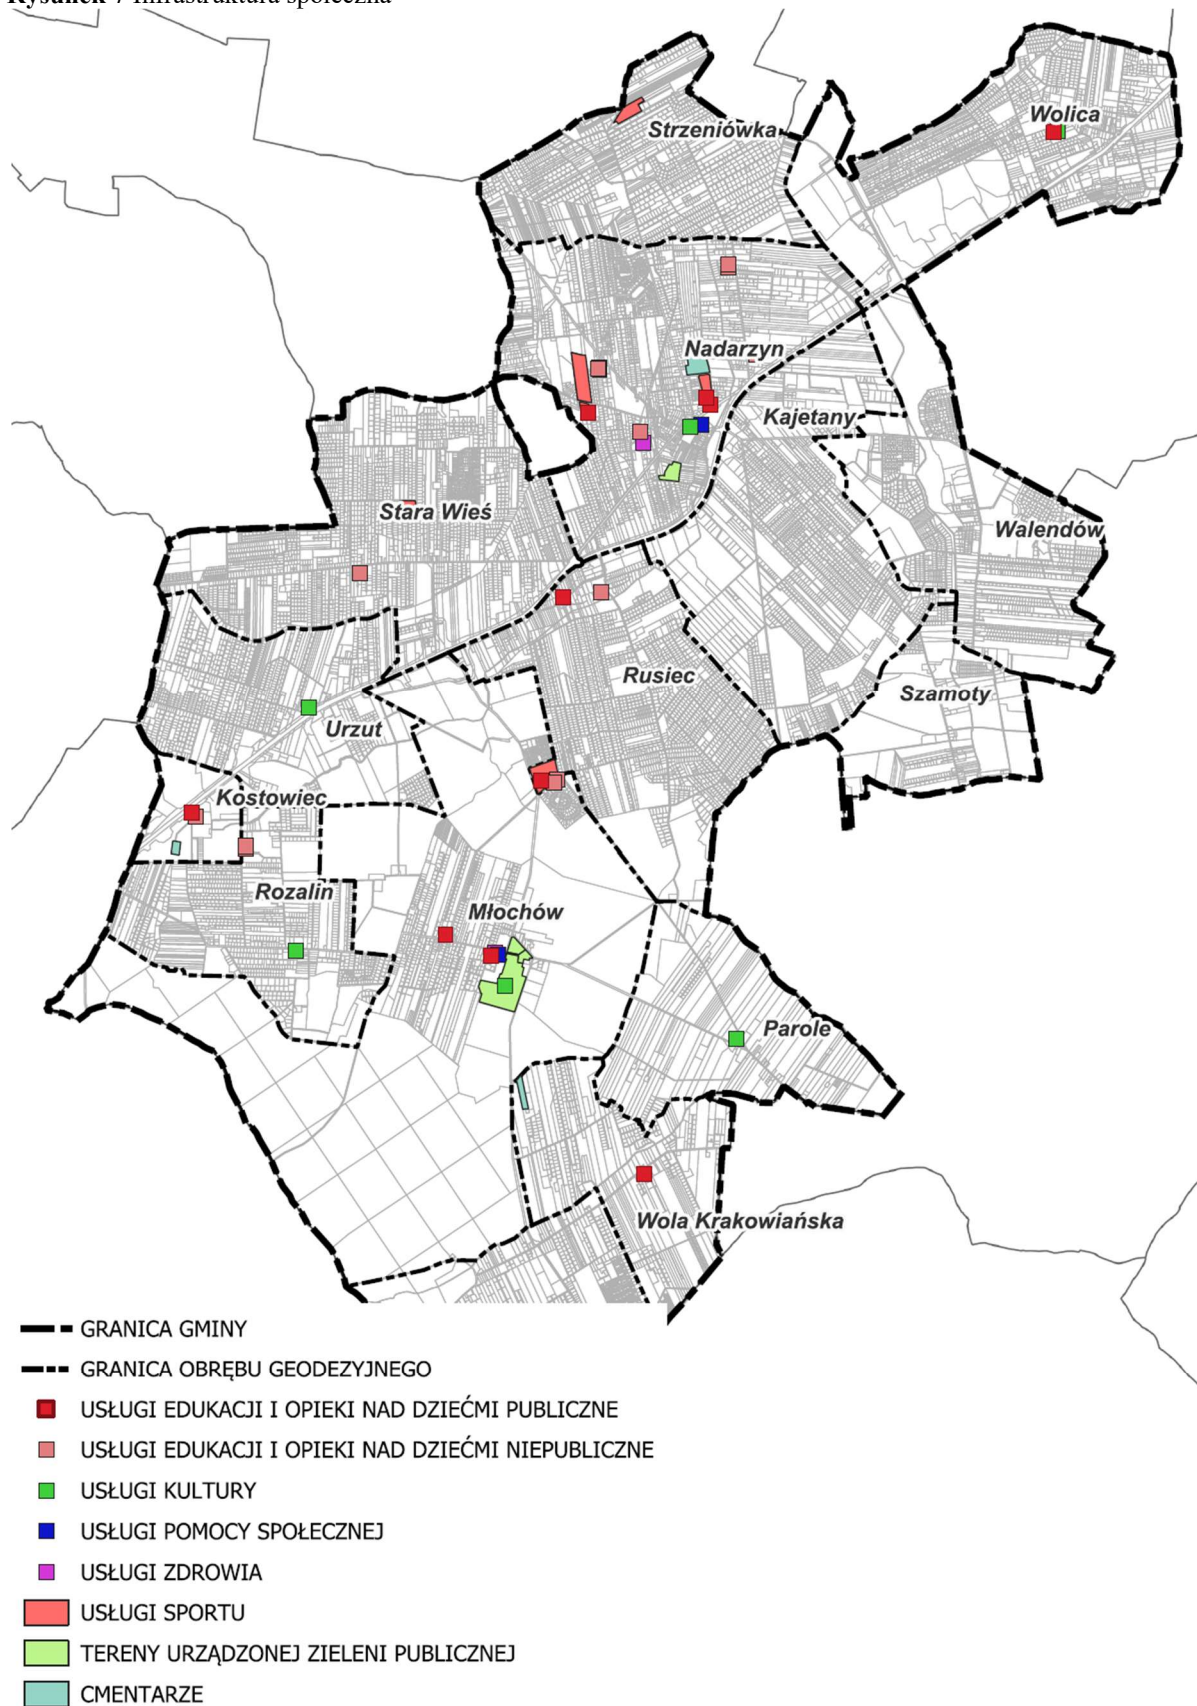 Rysunek 7 Infrastruktura społeczna
Wolica
Strzeniówka
Nadarzyn
Kajetany
Stara Wieś
Walendów
Rusiec
Szamoty
Urzut
Kostowiec
Rozalin
Młochów
Parole
Wola Krakowiańska
GRANICA GMINY
GRANICA OBRĘBU GEODEZYJNEGO
USŁUGI EDUKACJI I OPIEKI NAD DZIEĆMI PUBLICZNE
USŁUGI EDUKACJI I OPIEKI NAD DZIEĆMI NIEPUBLICZNE
USŁUGI KULTURY
USŁUGI POMOCY SPOŁECZNEJ
USŁUGI ZDROWIA
USŁUGI SPORTU
TERENY URZĄDZONEJ ZIELENI PUBLICZNEJ
CMENTARZE